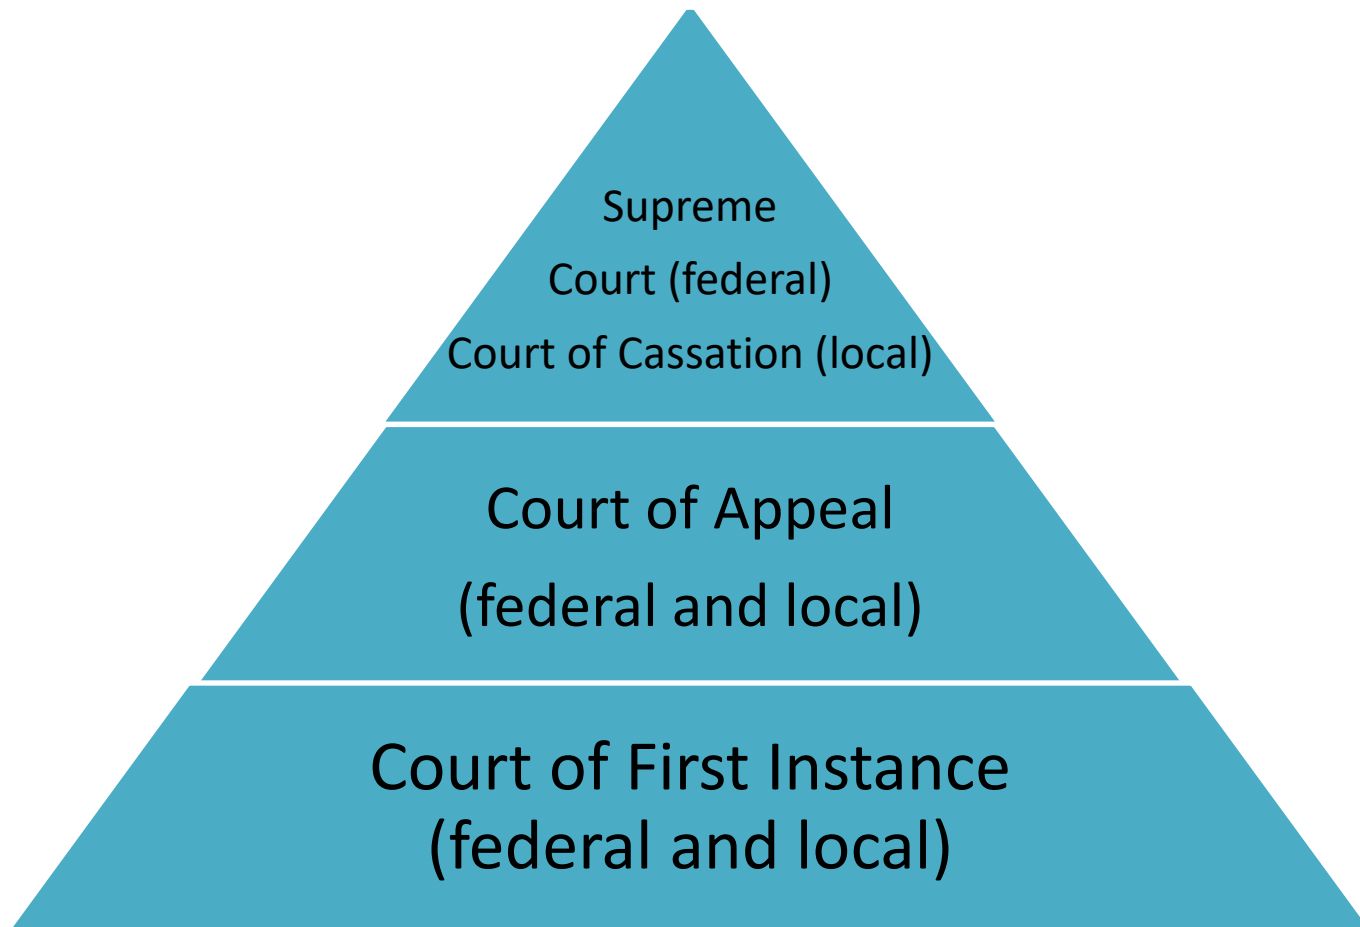 Supreme
Court (federal)
Court of Cassation (local)
Court of Appeal
(federal and local)
Court of First Instance
(federal and local)